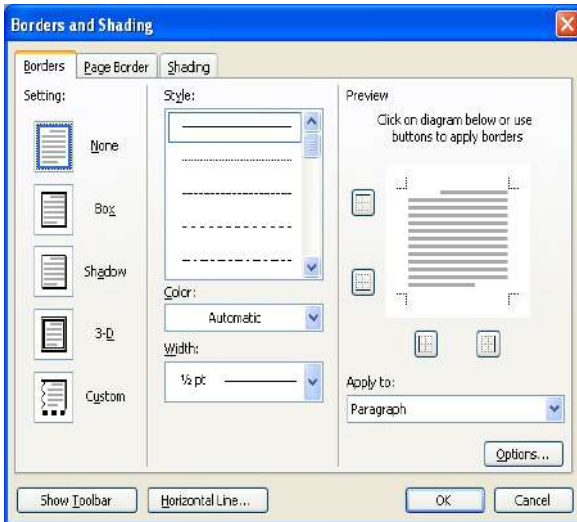 Borders and Shading
Borders
Page Border
Shading
Setting:
None
Box
Shadow
3-D
Custom
Style:
Color:
Automatic
Width:
½ pt
Preview
Click on diagram below or use
buttons to apply borders
Apply to:
Paragraph
Options...
Show Toolbar
Horizontal Line...
OK
Cancel